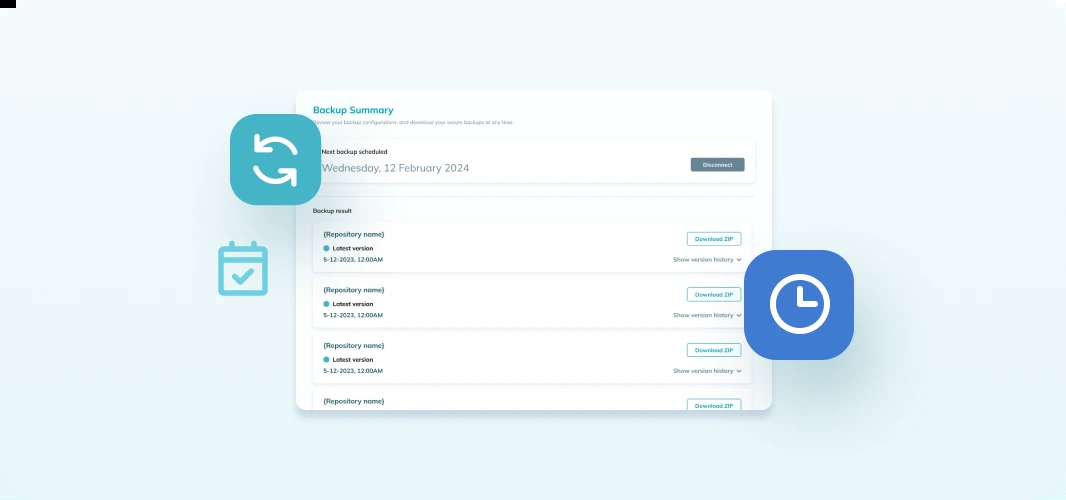 Backup Summary
Review your backup configurations, and download your secure backups at any time.
Next backup scheduled
Wednesday, 12 February 2024
Disconnect
Backup result
{Repository name}
Download ZIP
Latest version
5-12-2023, 12:00AM
Show version history
{Repository name}
Download ZIP
Latest version
5-12-2023, 12:00AM
Show version history
{Repository name}
Download ZIP
Latest version
5-12-2023, 12:00AM
Show version history
{Repository name}
Download ZIP